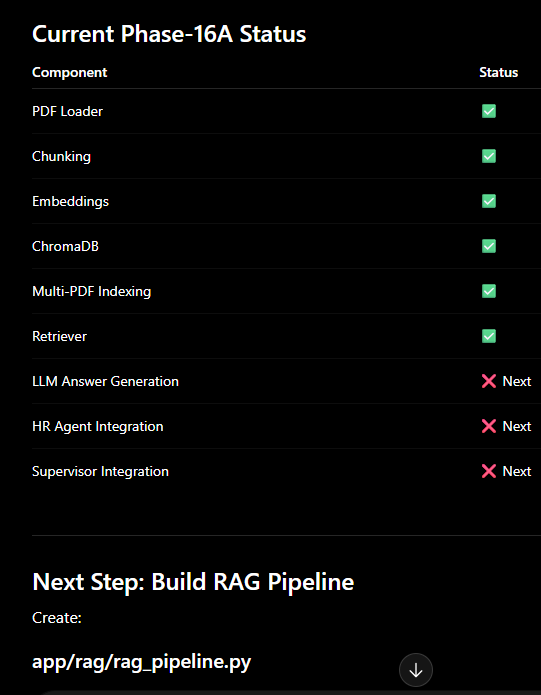 Current Phase-16A Status
Component Status
PDF Loader ✅
Chunking ✅
Embeddings ✅
ChromaDB ✅
Multi-PDF Indexing ✅
Retriever ✅
LLM Answer Generation ❌ Next
HR Agent Integration ❌ Next
Supervisor Integration ❌ Next
Next Step: Build RAG Pipeline
Create:
app/rag/rag_pipeline.py